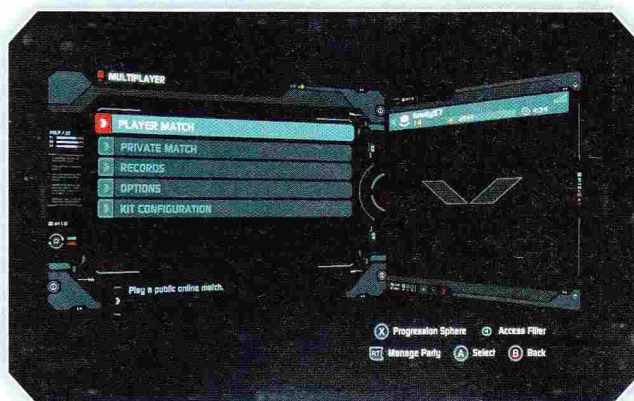 MULTIPLAYER
PLAYER MATCH
PRIVATE MATCH
RECORDS
OPTIONS
KIT CONFIGURATION
Play a public online match.
X Progression Sphere Access Filter
RT Manage Party A Select B Back